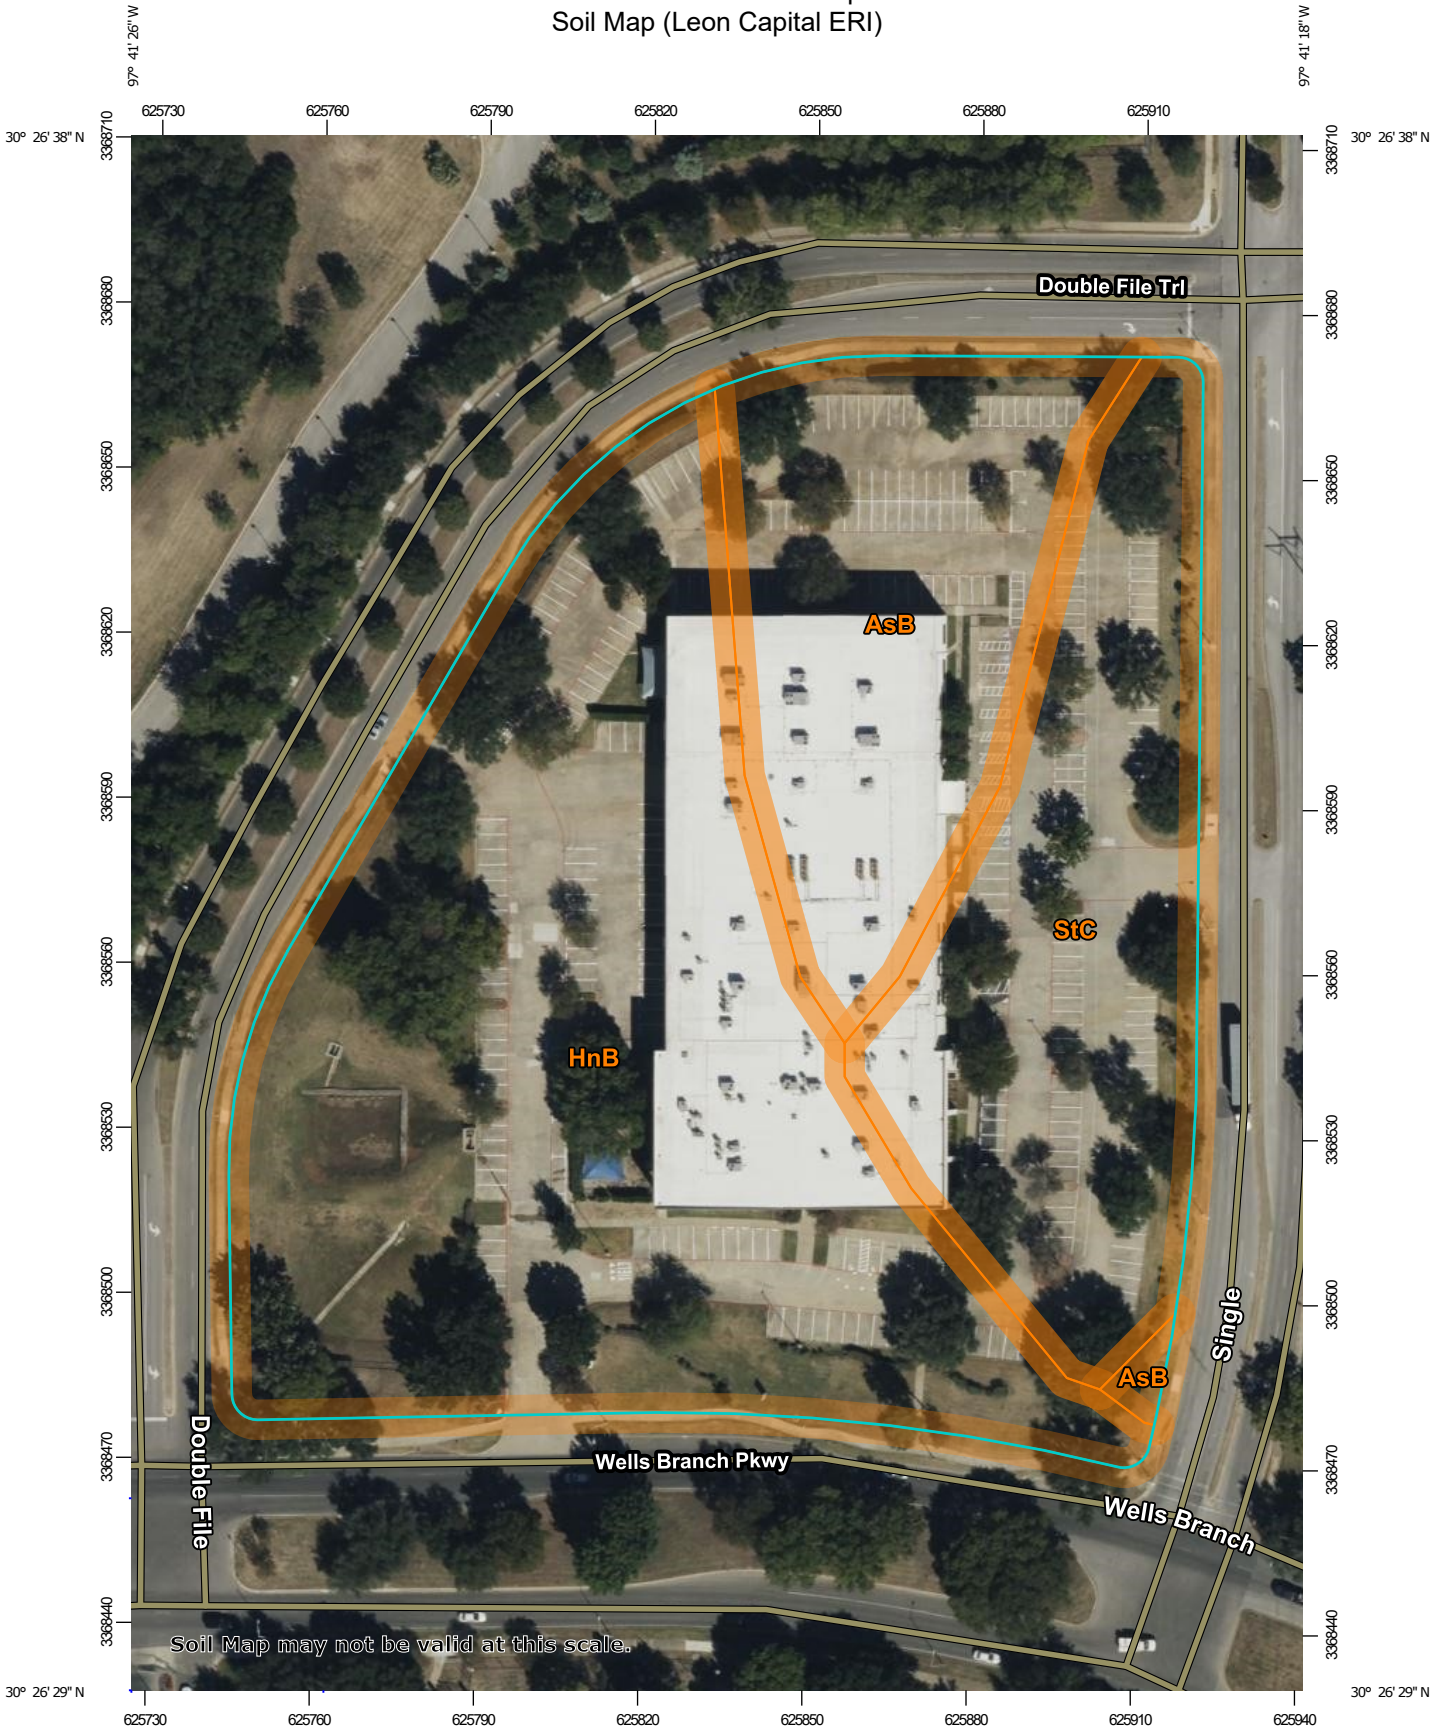 Soil Map (Leon Capital ERI)
97° 41' 26'' W
97° 41' 18'' W
625730 625760 625790 625820 625850 625880 625910
30° 26' 38'' N
30° 26' 38'' N
3368710
3368710
Double File Trl
3368680
3368680
3368650
3368650
AsB
3368620
3368620
3368590
3368590
StC
3368560
3368560
HnB
3368530
3368530
3368500
3368500
Single
AsB
Double File
Wells Branch Pkwy
3368470
3368470
Wells Branch
3368440
3368440
Soil Map may not be valid at this scale.
30° 26' 29'' N
30° 26' 29'' N
625730 625760 625790 625820 625850 625880 625910 625940